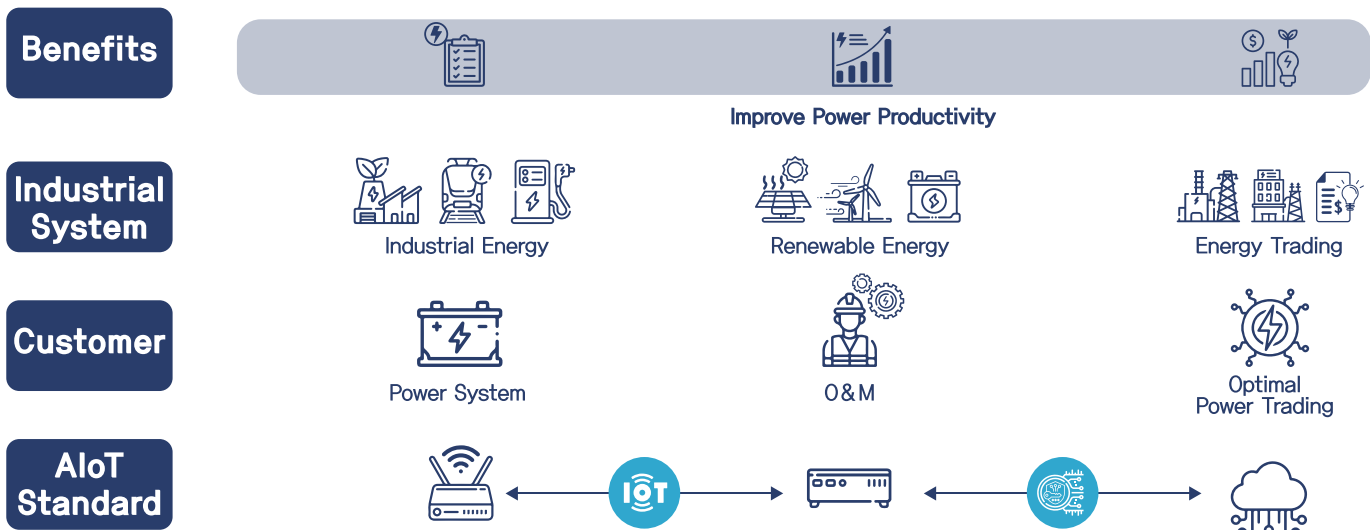 Benefits
Improve Power Productivity
Industrial
System
Industrial Energy
Renewable Energy
Energy Trading
Customer
Power System
O&M
Optimal
Power Trading
AIoT
Standard
IOT